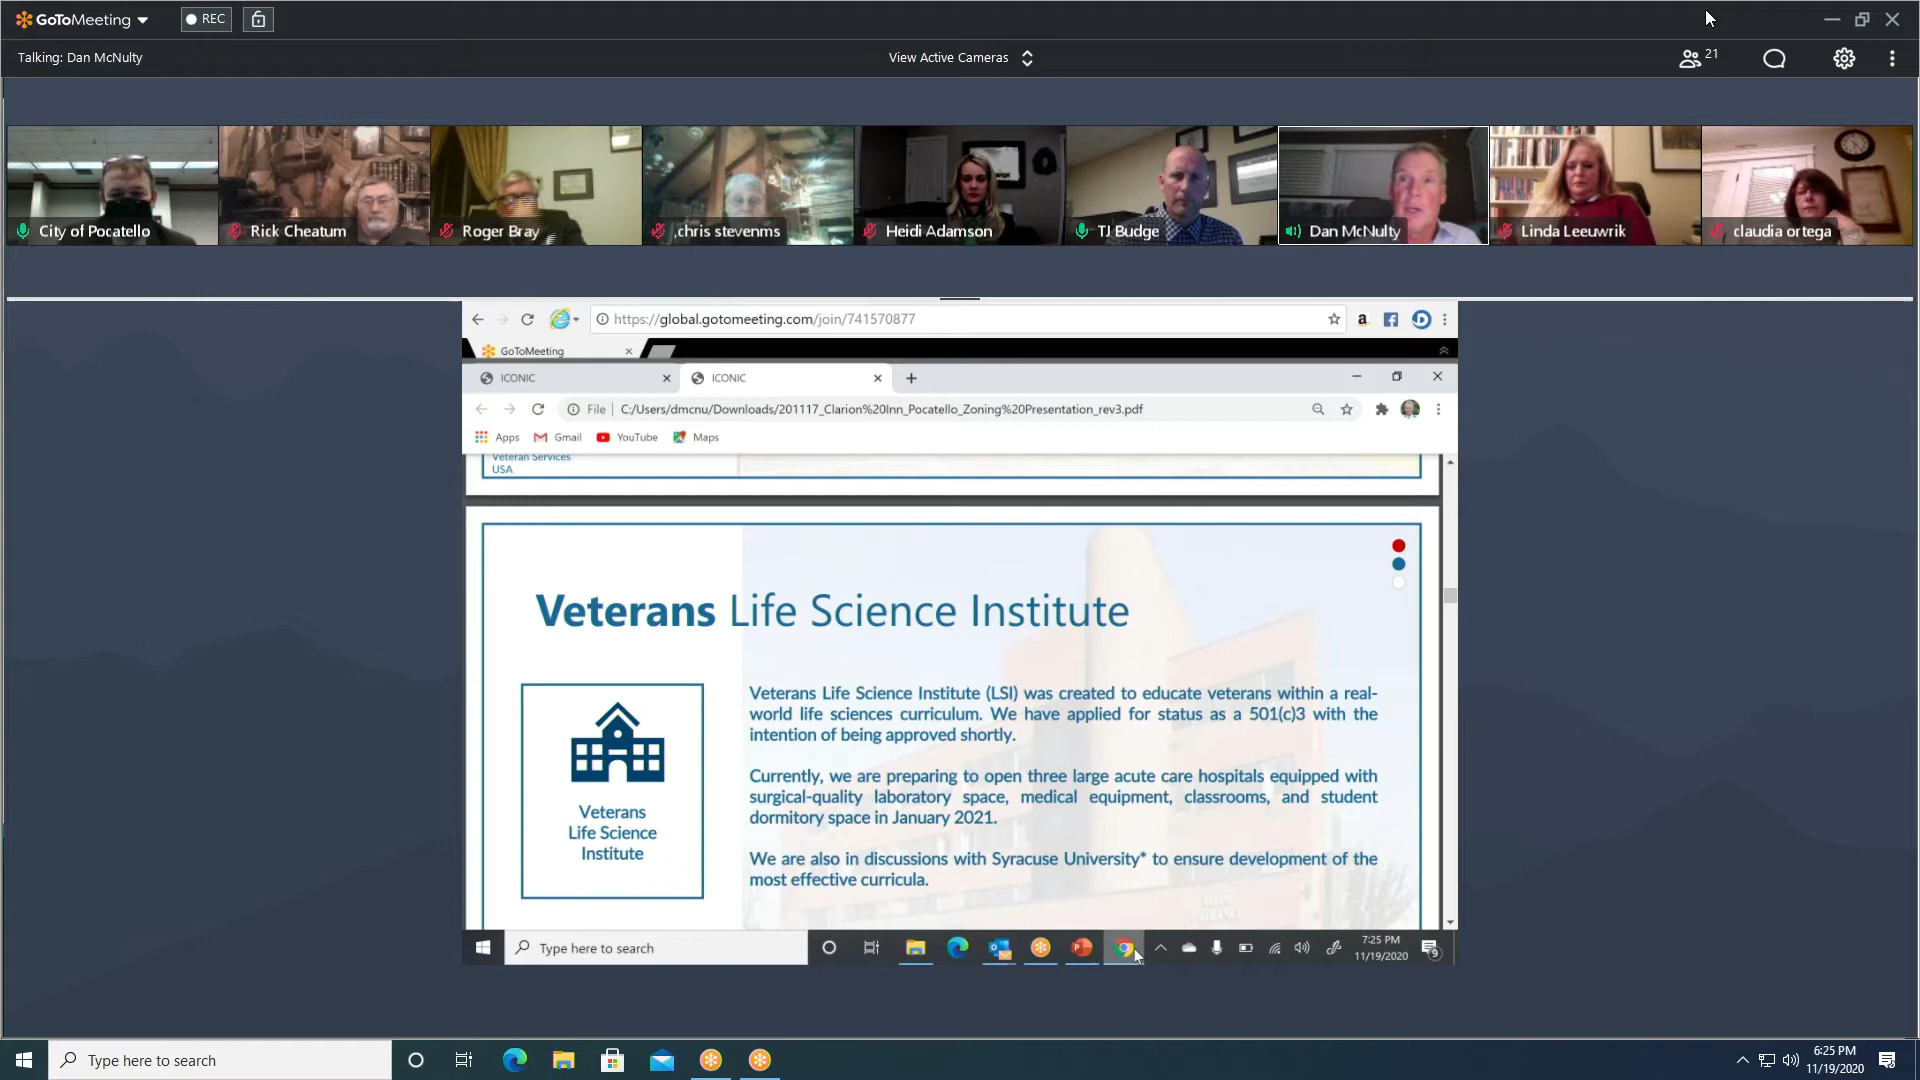 GoToMeeting
REC
Talking: Dan McNulty
View Active Cameras
21
City of Pocatello
Rick Cheatum
Roger Bray
,chris stevenms
Heidi Adamson
TJ Budge
Dan McNulty
Linda Leeuwrik
claudia ortega
https://global.gotomeeting.com/join/741570877
GoToMeeting
ICONIC
ICONIC
File
C:/Users/dmcnu/Downloads/201117_Clarion%20Inn_Pocatello_Zoning%20Presentation_rev3.pdf
Apps
Gmail
YouTube
Maps
Veteran Services
USA
Veterans Life Science Institute
Veterans
Life Science
Institute
Veterans Life Science Institute (LSI) was created to educate veterans within a real-
world life sciences curriculum. We have applied for status as a 501(c)3 with the
intention of being approved shortly.
Currently, we are preparing to open three large acute care hospitals equipped with
surgical-quality laboratory space, medical equipment, classrooms, and student
dormitory space in January 2021.
We are also in discussions with Syracuse University* to ensure development of the
most effective curricula.
Type here to search
7:25 PM
11/19/2020
9
Type here to search
6:25 PM
11/19/2020